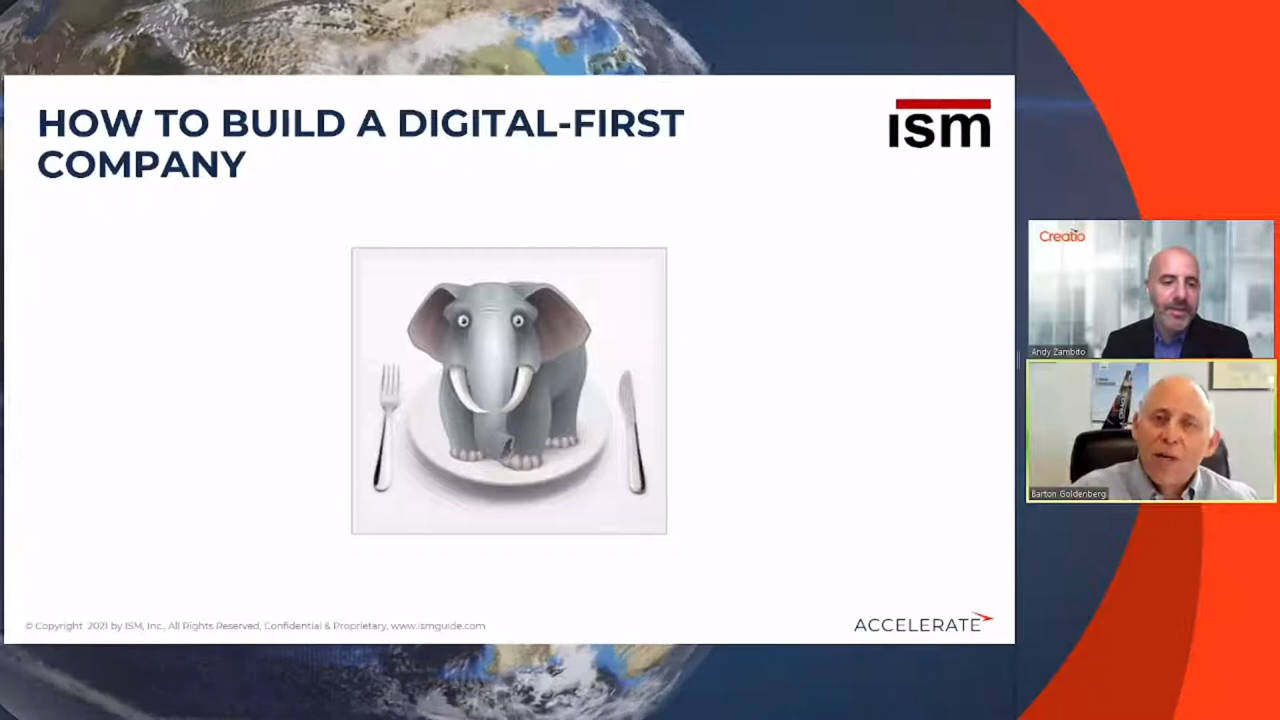 HOW TO BUILD A DIGITAL-FIRST
COMPANY
ism
© Copyright 2021 by ISM, Inc., All Rights Reserved, Confidential & Proprietary, www.ismguide.com
ACCELERATE
Creatio
Andy Zambito
ORACLE
Barton Goldenberg